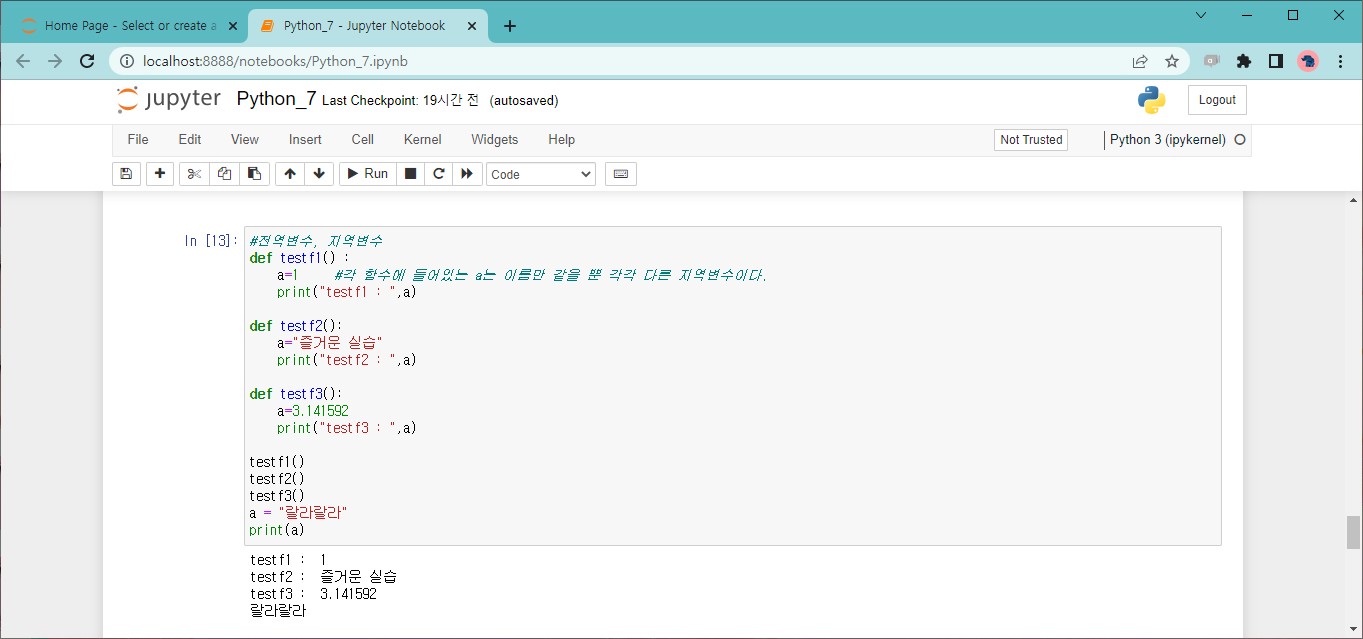 Home Page - Select or create a
Python_7 - Jupyter Notebook
localhost:8888/notebooks/Python_7.ipynb
jupyter Python_7 Last Checkpoint: 19시간 전 (autosaved)
Logout
File Edit View Insert Cell Kernel Widgets Help
Not Trusted
Python 3 (ipykernel)
Run
Code
In [13]:
#전역변수, 지역변수
def testf1() :
    a=1     #각 함수에 들어있는 a는 이름만 같을 뿐 각각 다른 지역변수이다.
    print("testf1 : ",a)
def testf2():
    a="즐거운 실습"
    print("testf2 : ",a)
def testf3():
    a=3.141592
    print("testf3 : ",a)
testf1()
testf2()
testf3()
a = "랄라랄라"
print(a)
testf1 :  1
testf2 :  즐거운 실습
testf3 :  3.141592
랄라랄라